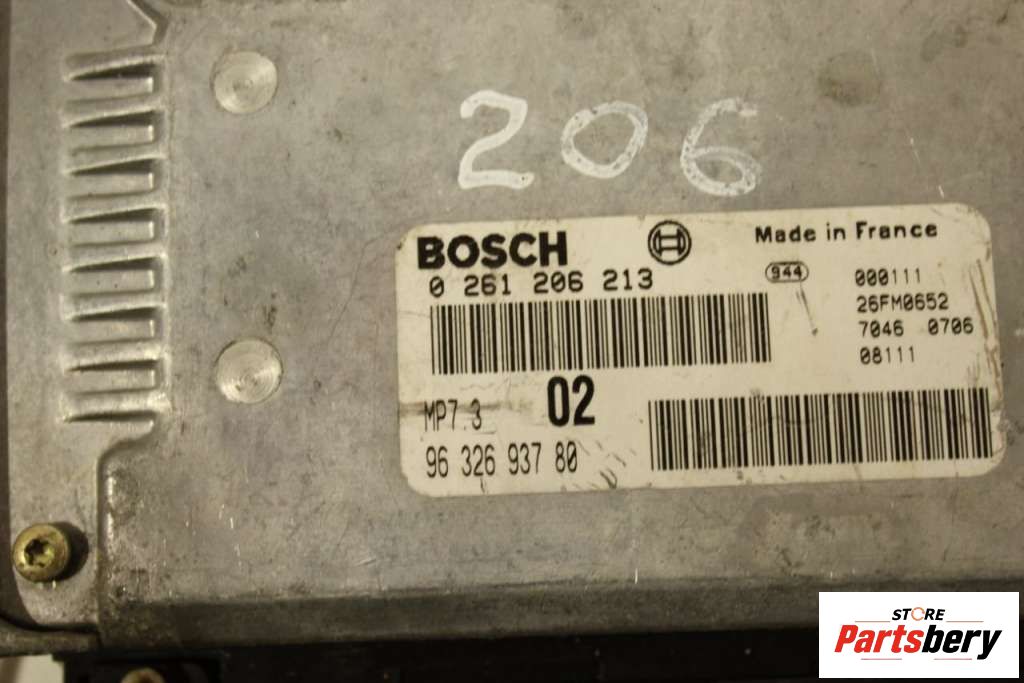 206
BOSCH Made in France
0 261 206 213
944
000111
26FM0652
7046 0706
08111
MP7.3 02
96 326 937 80
STORE
Partsbery